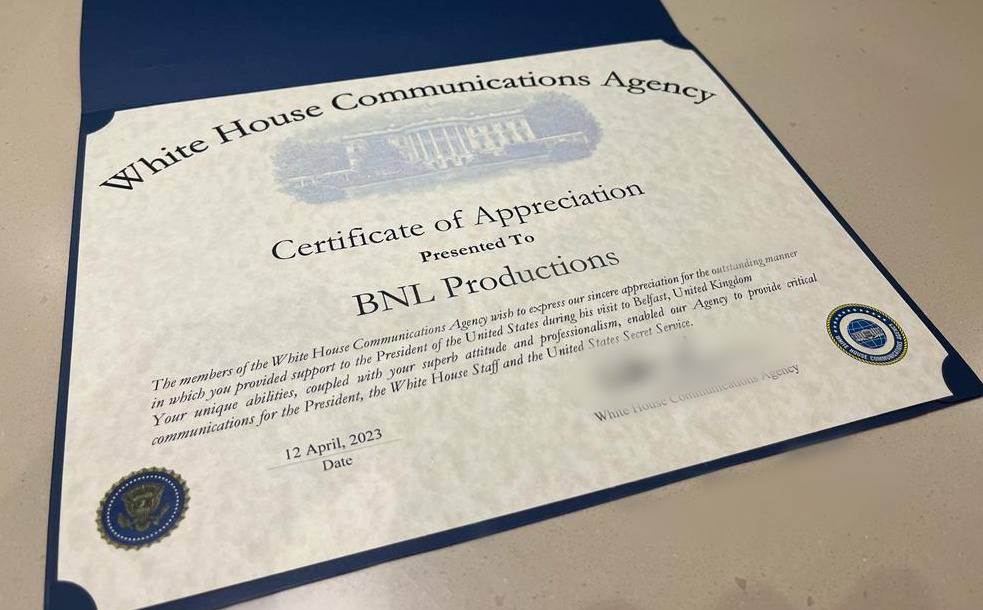 White House Communications Agency
Certificate of Appreciation
Presented To
BNL Productions
The members of the White House Communications Agency wish to express our sincere appreciation for the outstanding manner
in which you provided support to the President of the United States during his visit to Belfast, United Kingdom
Your unique abilities, coupled with your superb attitude and professionalism, enabled our Agency to provide critical
communications for the President, the White House Staff and the United States Secret Service.
White House Communications Agency
12 April, 2023
Date
WHITE HOUSE COMMUNICATIONS